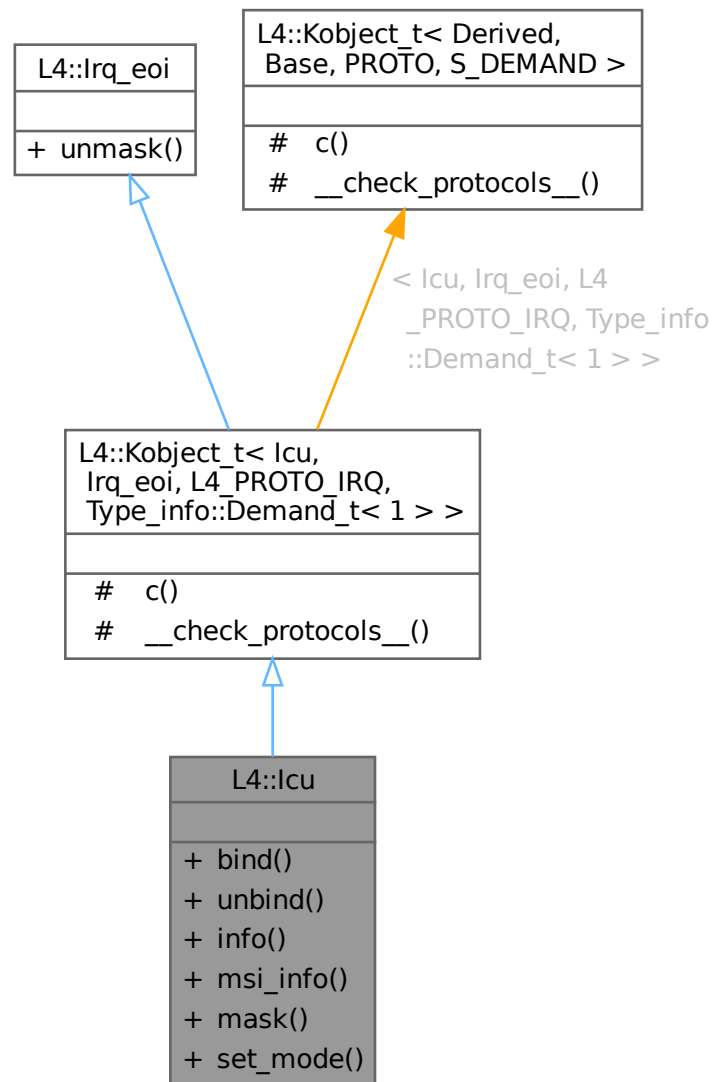 L4::Irq_eoi
+ unmask()
L4::Kobject_t< Derived,
Base, PROTO, S_DEMAND >
# c()
# __check_protocols__()
< Icu, Irq_eoi, L4
_PROTO_IRQ, Type_info
::Demand_t< 1 > >
L4::Kobject_t< Icu,
Irq_eoi, L4_PROTO_IRQ,
Type_info::Demand_t< 1 > >
# c()
# __check_protocols__()
L4::Icu
+ bind()
+ unbind()
+ info()
+ msi_info()
+ mask()
+ set_mode()